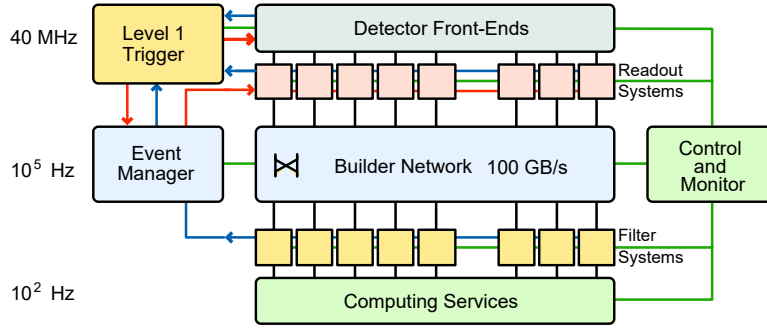 40 MHz
Level 1
Trigger
Detector Front-Ends
Readout
Systems
10⁵ Hz
Event
Manager
Builder Network 100 GB/s
Control
and
Monitor
Filter
Systems
10² Hz
Computing Services